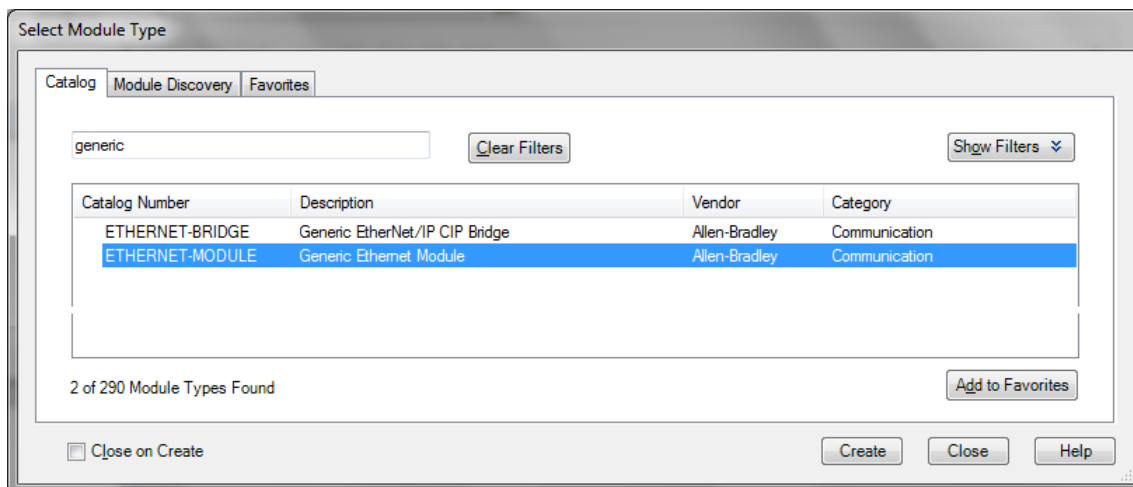 Select Module Type
Catalog Module Discovery Favorites
generic Clear Filters Show Filters
Catalog Number Description Vendor Category
ETHERNET-BRIDGE Generic EtherNet/IP CIP Bridge Allen-Bradley Communication
ETHERNET-MODULE Generic Ethernet Module Allen-Bradley Communication
2 of 290 Module Types Found Add to Favorites
Close on Create Create Close Help